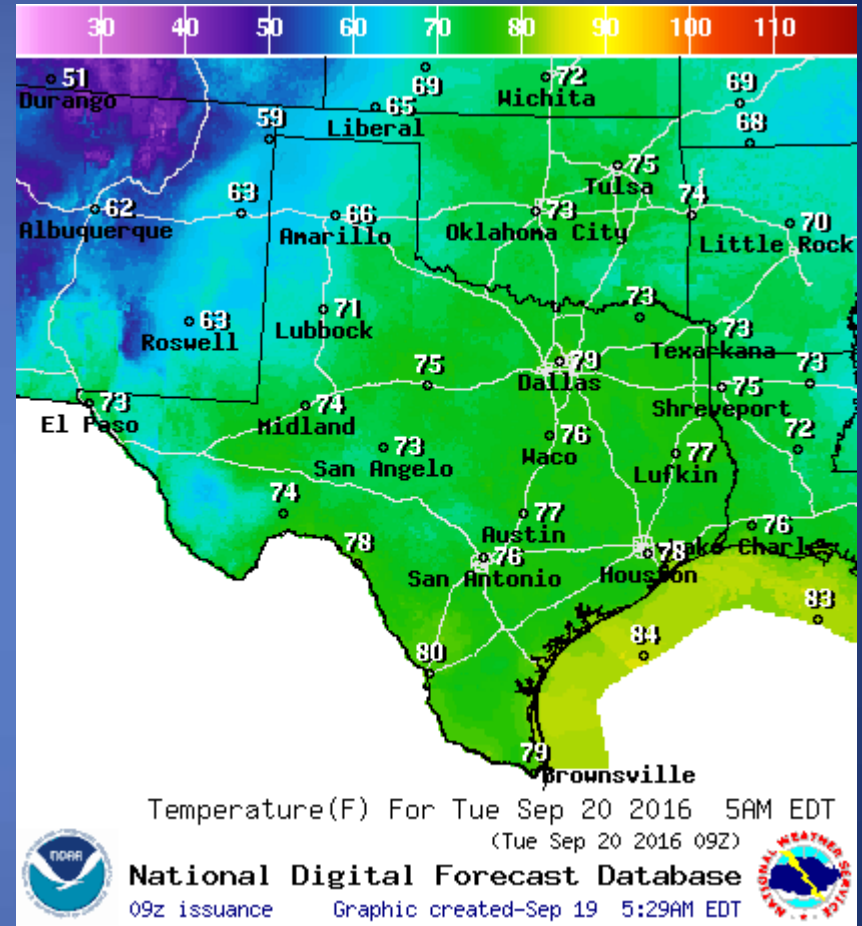 30 40 50 60 70 80 90 100 110
51
Durango
69
72
Wichita
69
65
Liberal
59
68
75
Tulsa
62
Albuquerque
63
66
Amarillo
73
Oklahoma City
74
70
Little Rock
63
Roswell
71
Lubbock
73
73
Texarkana
75
79
Dallas
75
Shreveport
73
73
El Paso
74
Midland
73
San Angelo
76
Waco
77
Lufkin
72
74
77
Austin
76
Lake Charles
78
76
San Antonio
78
Houston
83
84
80
79
Brownsville
Temperature(F) For Tue Sep 20 2016 5AM EDT
(Tue Sep 20 2016 09Z)
NOAA
National Digital Forecast Database
09z issuance Graphic created-Sep 19 5:29AM EDT
NATIONAL WEATHER SERVICE